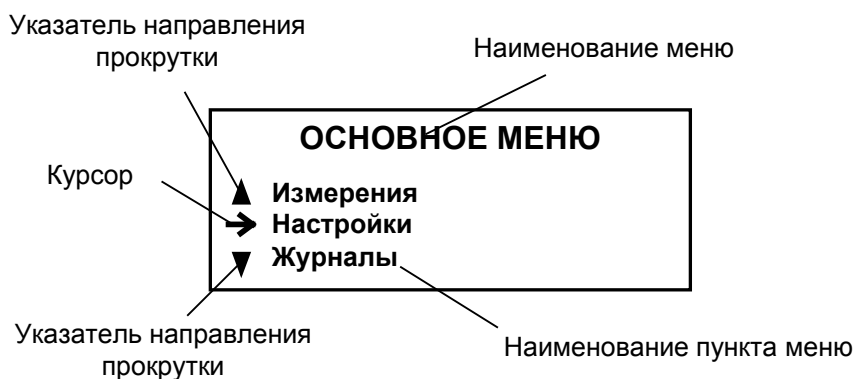 Указатель направления
прокрутки
Наименование меню
ОСНОВНОЕ МЕНЮ
Курсор
Измерения
Настройки
Журналы
Указатель направления
прокрутки
Наименование пункта меню